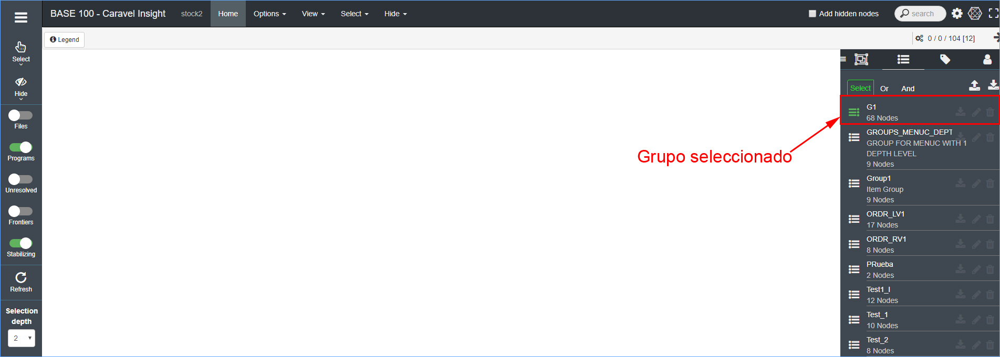 BASE 100 - Caravel Insight stock2 Home Options View Select Hide Add hidden nodes search
Legend 0 / 0 / 104 [12]
Select
Hide
Files
Programs
Unresolved
Frontiers
Stabilizing
Refresh
Selection
depth
2
Grupo seleccionado
Select Or And
G1
68 Nodes
GROUPS_MENUC_DEPT
GROUP FOR MENUC WITH 1
DEPTH LEVEL
9 Nodes
Group1
Item Group
9 Nodes
ORDR_LV1
17 Nodes
ORDR_RV1
8 Nodes
PRueba
2 Nodes
Test1_I
12 Nodes
Test_1
10 Nodes
Test_2
8 Nodes